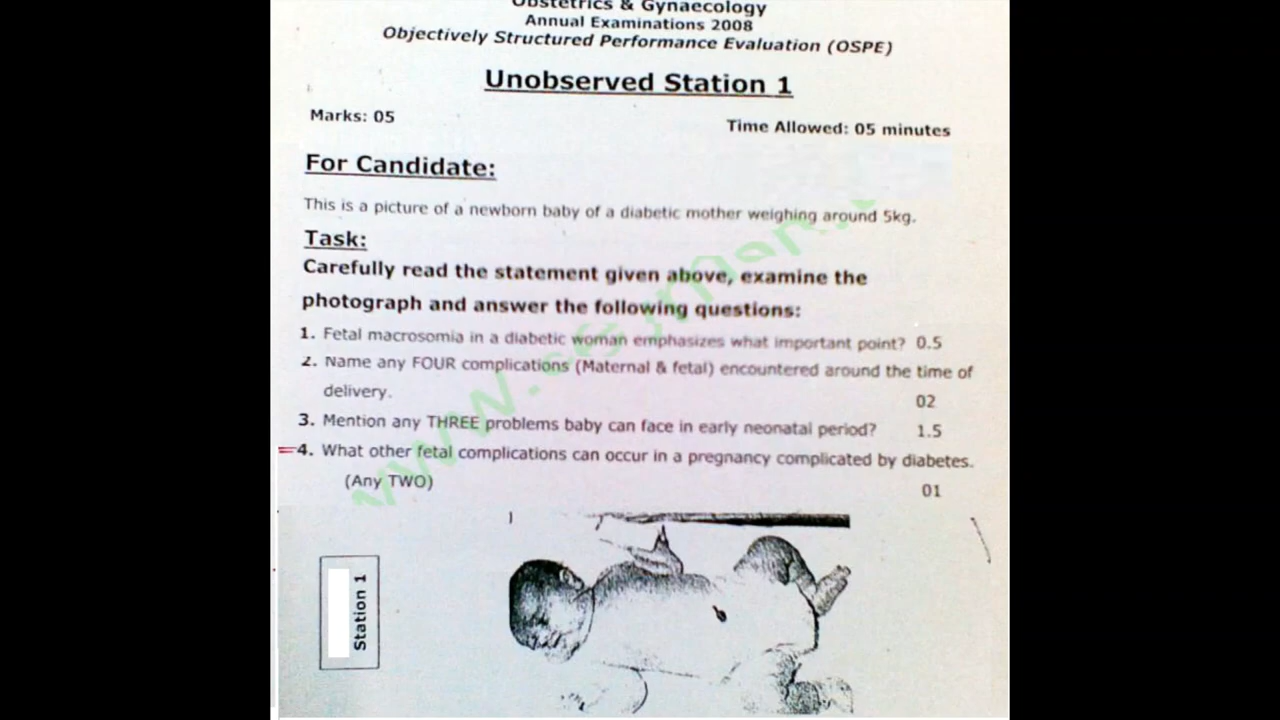 Obstetrics & Gynaecology
Annual Examinations 2008
Objectively Structured Performance Evaluation (OSPE)
Unobserved Station 1
Marks: 05
Time Allowed: 05 minutes
For Candidate:
This is a picture of a newborn baby of a diabetic mother weighing around 5kg.
Task:
Carefully read the statement given above, examine the
photograph and answer the following questions:
1. Fetal macrosomia in a diabetic woman emphasizes what important point? 0.5
2. Name any FOUR complications (Maternal & fetal) encountered around the time of
delivery. 02
3. Mention any THREE problems baby can face in early neonatal period? 1.5
4. What other fetal complications can occur in a pregnancy complicated by diabetes.
(Any TWO) 01
Station 1